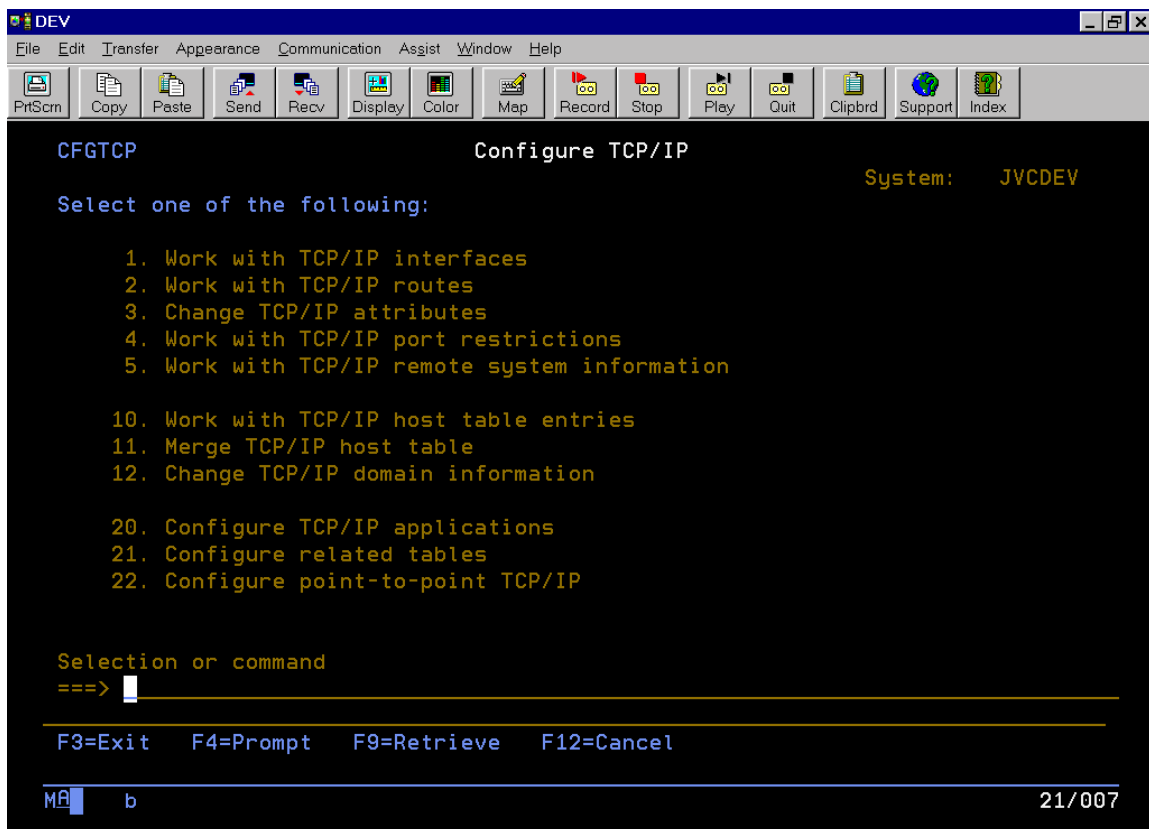 DEV
File Edit Transfer Appearance Communication Assist Window Help
PrtScrn Copy Paste Send Recv Display Color Map Record Stop Play Quit Clipbrd Support Index
CFGTCP Configure TCP/IP
System: JVCDEV
Select one of the following:
1. Work with TCP/IP interfaces
2. Work with TCP/IP routes
3. Change TCP/IP attributes
4. Work with TCP/IP port restrictions
5. Work with TCP/IP remote system information
10. Work with TCP/IP host table entries
11. Merge TCP/IP host table
12. Change TCP/IP domain information
20. Configure TCP/IP applications
21. Configure related tables
22. Configure point-to-point TCP/IP
Selection or command
===>
F3=Exit F4=Prompt F9=Retrieve F12=Cancel
MA b 21/007